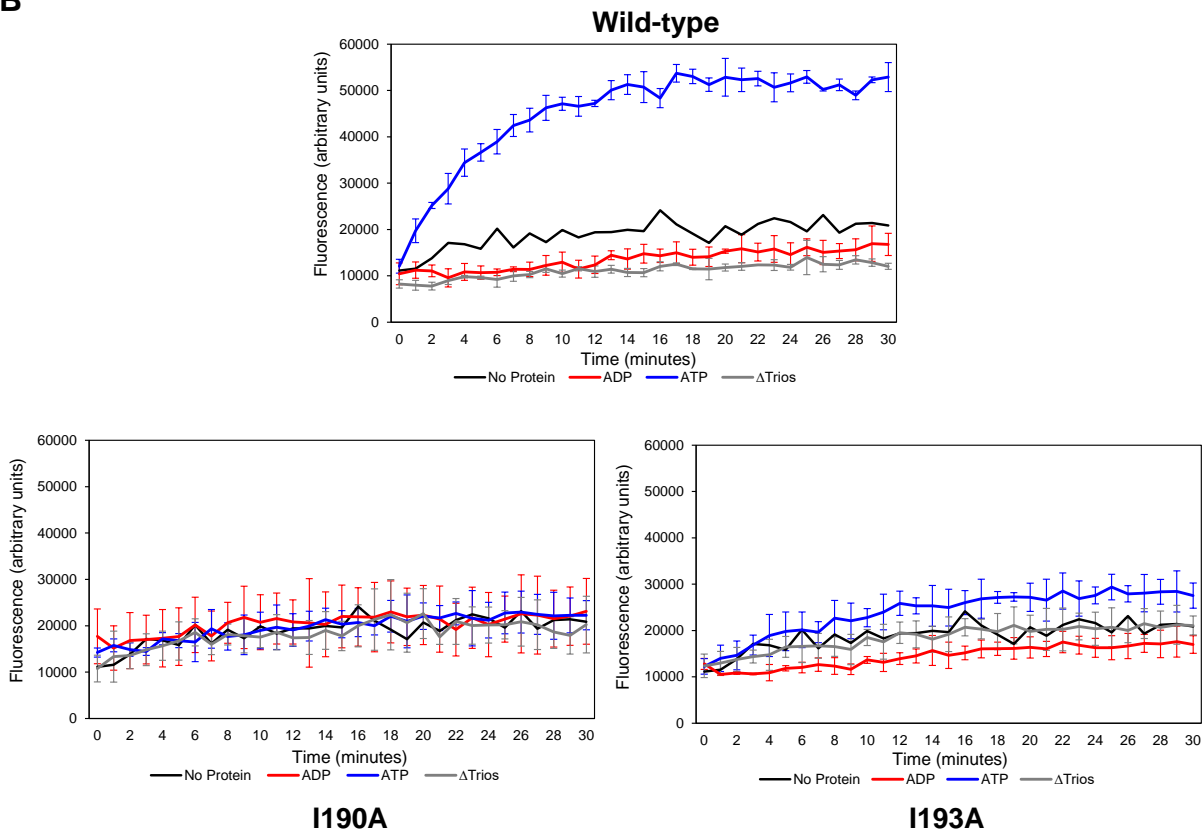 B
Wild-type
Fluorescence (arbitrary units)
60000
50000
40000
30000
20000
10000
0
0 2 4 6 8 10 12 14 16 18 20 22 24 26 28 30
Time (minutes)
No Protein ADP ATP ΔTrios
Fluorescence (arbitrary units)
60000
50000
40000
30000
20000
10000
0
0 2 4 6 8 10 12 14 16 18 20 22 24 26 28 30
Time (minutes)
No Protein ADP ATP ΔTrios
I190A
Fluorescence (arbitrary units)
60000
50000
40000
30000
20000
10000
0
0 2 4 6 8 10 12 14 16 18 20 22 24 26 28 30
Time (minutes)
No Protein ADP ATP ΔTrios
I193A